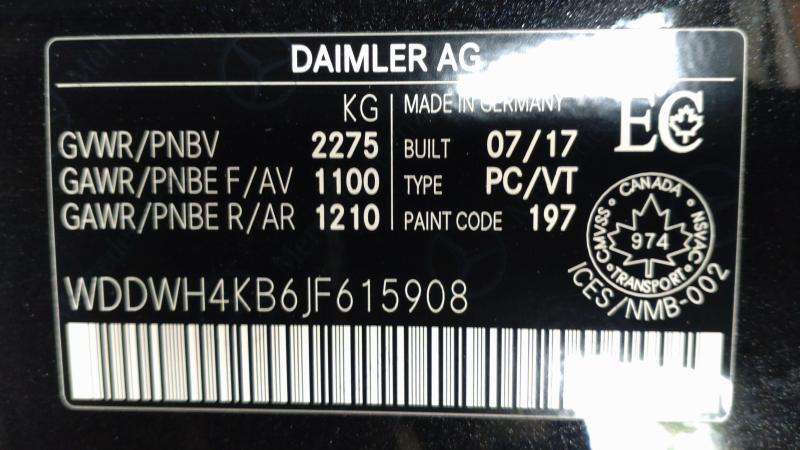 DAIMLER AG
KG
GVWR/PNBV 2275
GAWR/PNBE F/AV 1100
GAWR/PNBE R/AR 1210
MADE IN GERMANY
BUILT 07/17
TYPE PC/VT
PAINT CODE 197
EC
CANADA
CMVSS 974 NSVAC
TRANSPORT
ICES/NMB-002
WDDWH4KB6JF615908